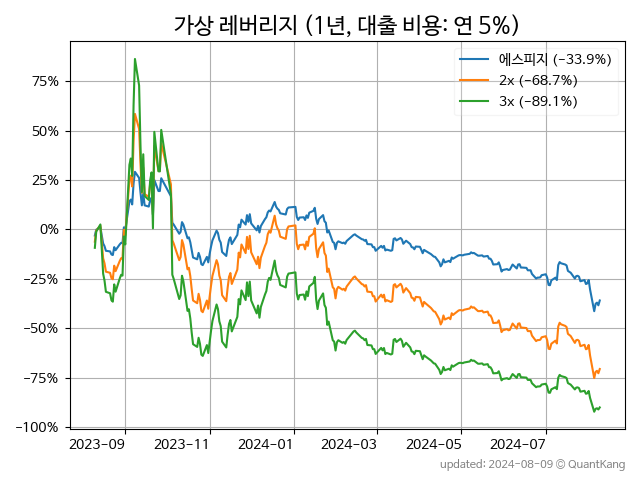 가상 레버리지 (1년, 대출 비용: 연 5%)
에스피지 (−33.9%)
2x (−68.7%)
3x (−89.1%)
75%
50%
25%
0%
−25%
−50%
−75%
−100%
2023-09 2023-11 2024-01 2024-03 2024-05 2024-07
updated: 2024-08-09 © QuantKang